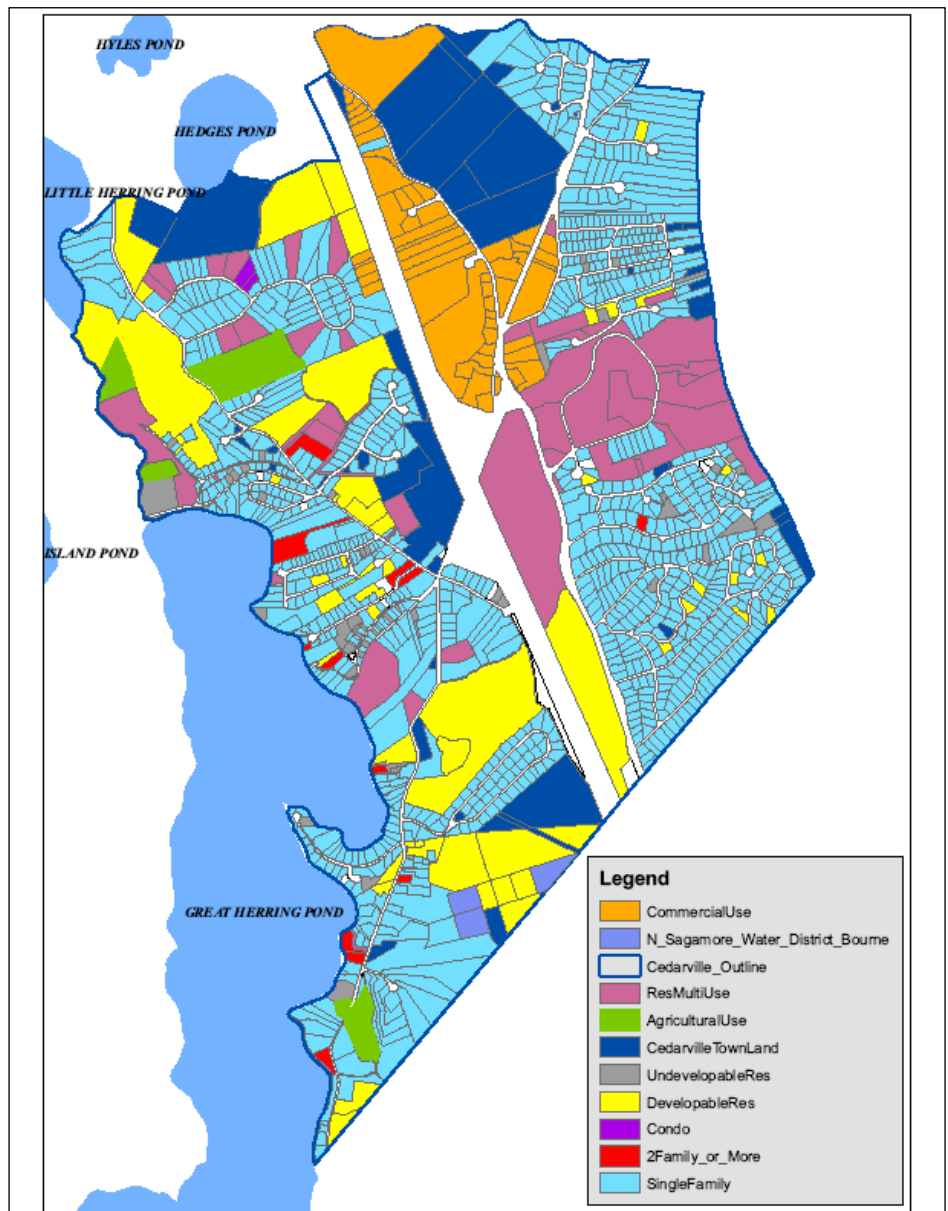 HYLES POND
HEDGES POND
LITTLE HERRING POND
ISLAND POND
GREAT HERRING POND
Legend
CommercialUse
N_Sagamore_Water_District_Bourne
Cedarville_Outline
ResMultiUse
AgriculturalUse
CedarvilleTownLand
UndevelopableRes
DevelopableRes
Condo
2Family_or_More
SingleFamily